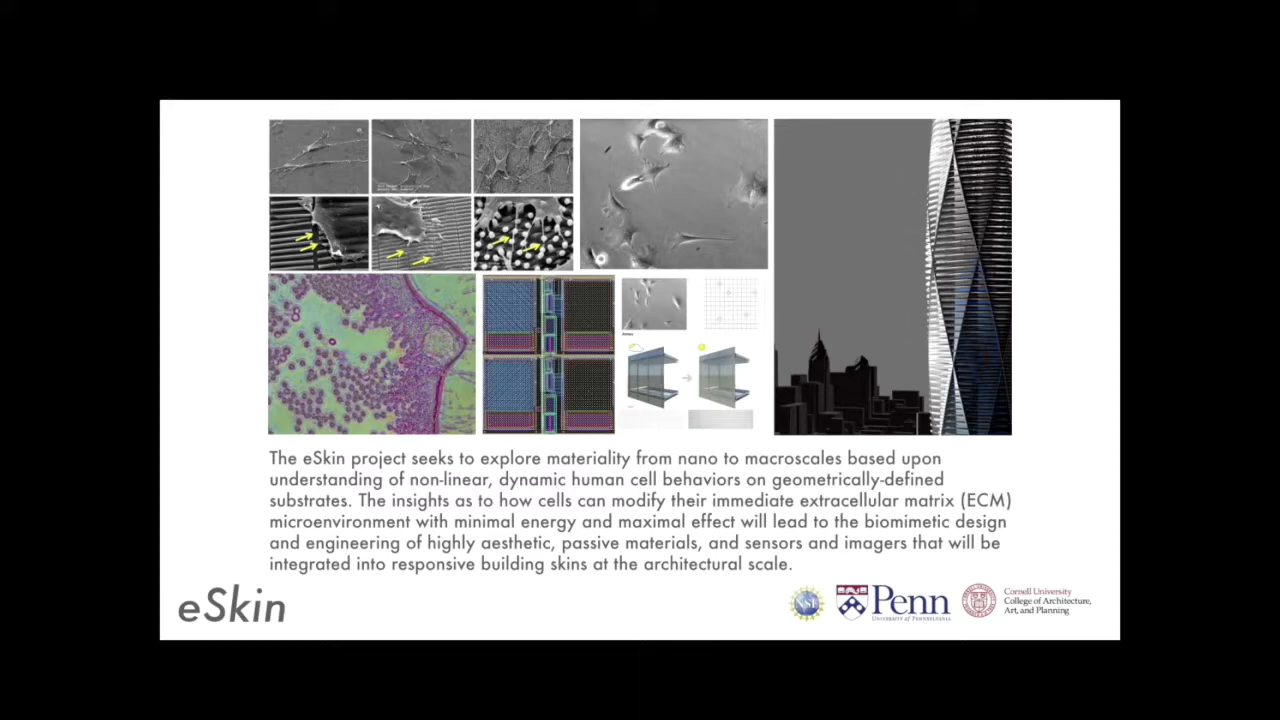 The eSkin project seeks to explore materiality from nano to macroscales based upon
understanding of non-linear, dynamic human cell behaviors on geometrically-defined
substrates. The insights as to how cells can modify their immediate extracellular matrix (ECM)
microenvironment with minimal energy and maximal effect will lead to the biomimetic design
and engineering of highly aesthetic, passive materials, and sensors and imagers that will be
integrated into responsive building skins at the architectural scale.
eSkin
NSF
Penn
UNIVERSITY of PENNSYLVANIA
Cornell University
College of Architecture,
Art, and Planning